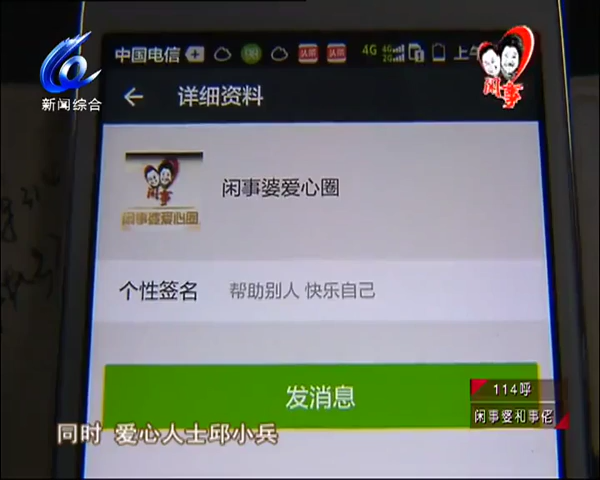 中国电信
4G
4G
2G
上午
闲事
新闻综合
详细资料
闲事
闲事婆爱心圈
闲事婆爱心圈
个性签名 帮助别人 快乐自己
发消息
114呼
闲事婆和事佬
同时 爱心人士邱小兵